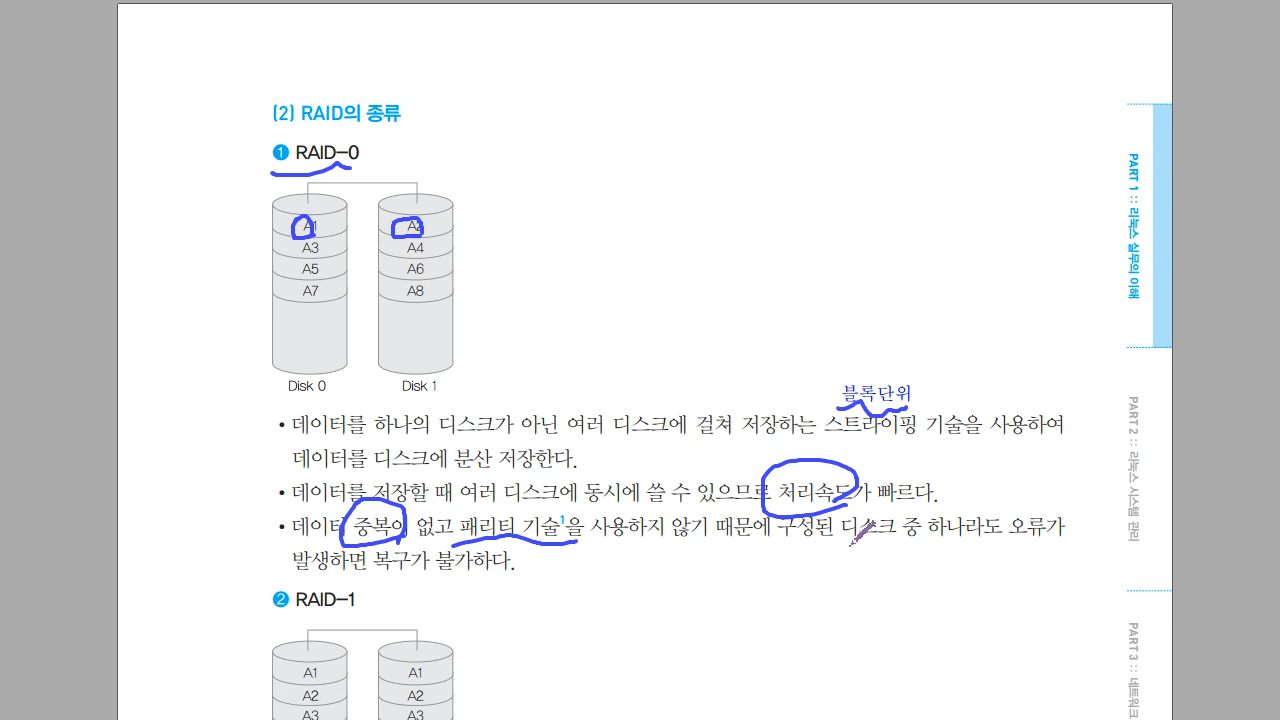 (2) RAID의 종류
1 RAID-0
A1 A2
A3 A4
A5 A6
A7 A8
Disk 0 Disk 1
블록단위
• 데이터를 하나의 디스크가 아닌 여러 디스크에 걸쳐 저장하는 스트라이핑 기술을 사용하여
데이터를 디스크에 분산 저장한다.
• 데이터를 저장할 때 여러 디스크에 동시에 쓸 수 있으므로 처리속도가 빠르다.
• 데이터 중복이 없고 패리티 기술1을 사용하지 않기 때문에 구성된 디스크 중 하나라도 오류가
발생하면 복구가 불가하다.
2 RAID-1
A1 A1
A2 A2
A3 A3
PART 1 :: 리눅스 실무의 이해
PART 2 :: 리눅스 시스템 관리
PART 3 :: 네트워크